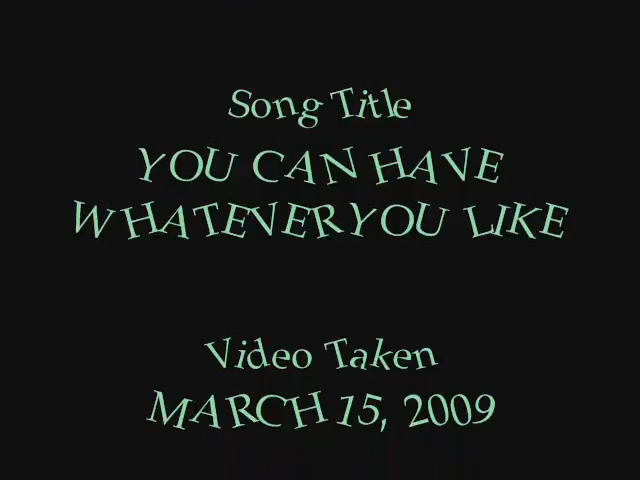 Song Title
YOU CAN HAVE
WHATEVERYOU LIKE
Video Taken
MARCH 15, 2009